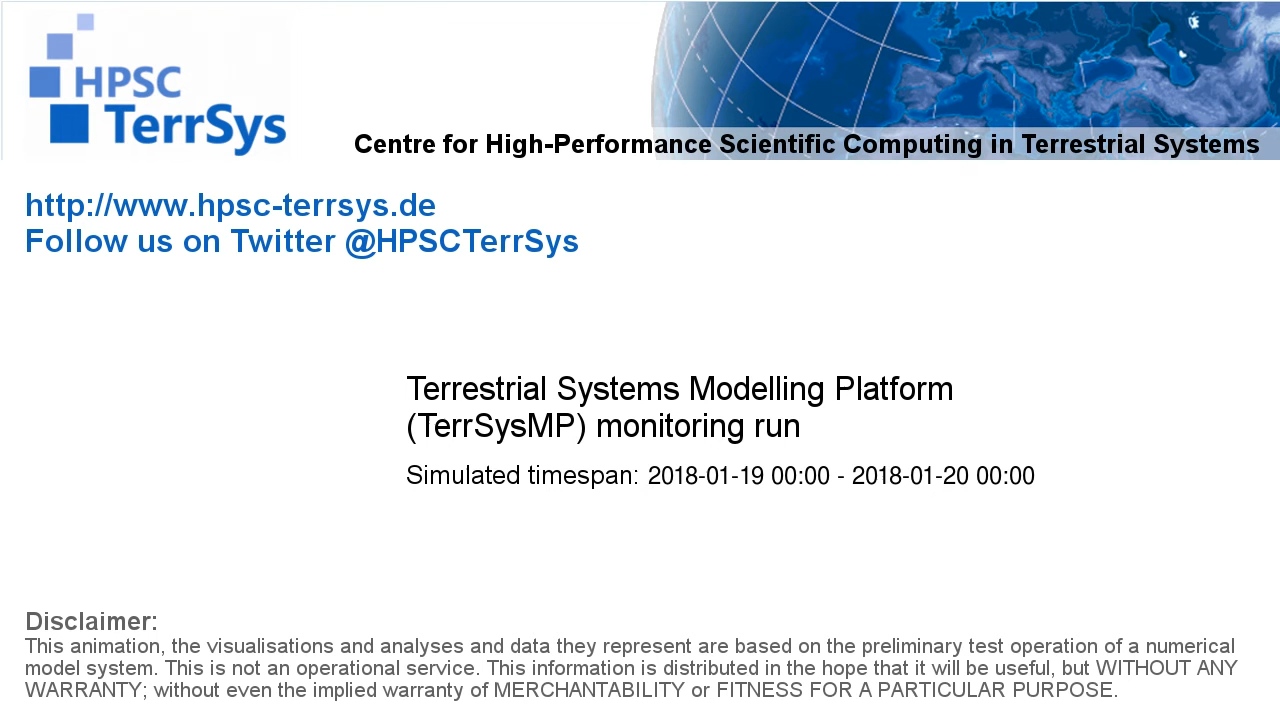 HPSC
TerrSys
Centre for High-Performance Scientific Computing in Terrestrial Systems
http://www.hpsc-terrsys.de
Follow us on Twitter @HPSCTerrSys
Terrestrial Systems Modelling Platform
(TerrSysMP) monitoring run
Simulated timespan: 2018-01-19 00:00 - 2018-01-20 00:00
Disclaimer:
This animation, the visualisations and analyses and data they represent are based on the preliminary test operation of a numerical
model system. This is not an operational service. This information is distributed in the hope that it will be useful, but WITHOUT ANY
WARRANTY; without even the implied warranty of MERCHANTABILITY or FITNESS FOR A PARTICULAR PURPOSE.